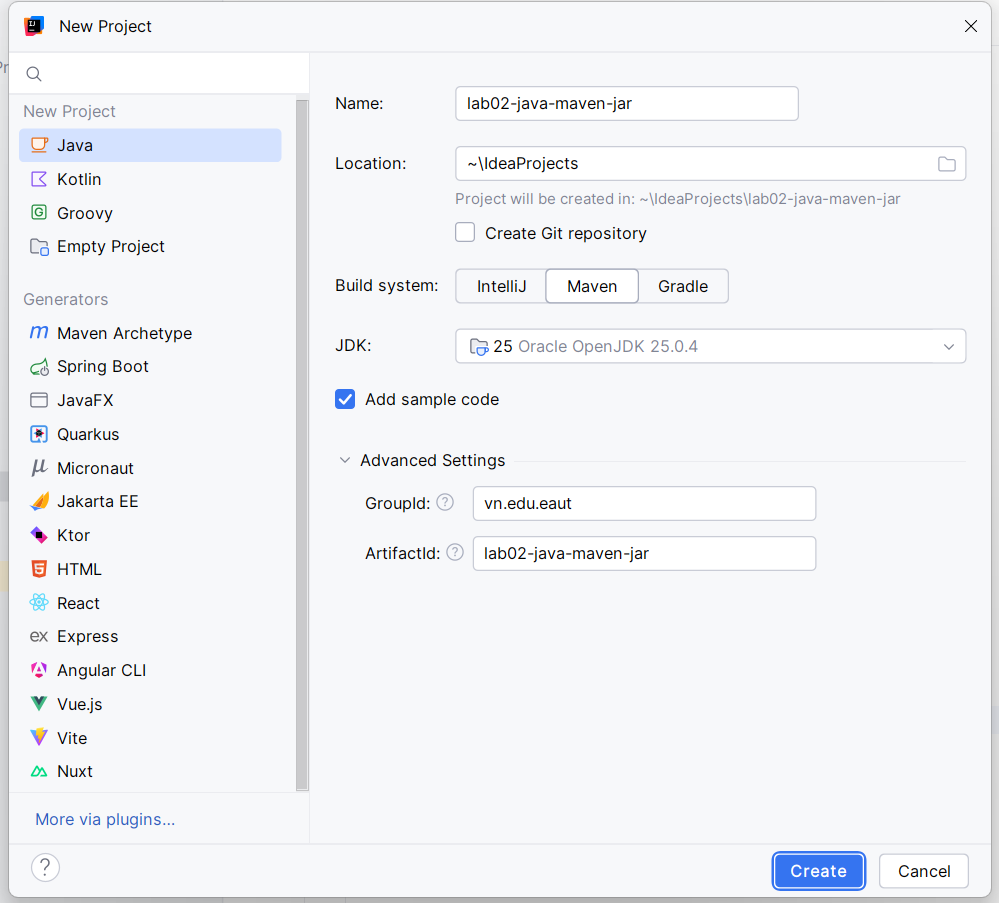 New Project
New Project
Java
Kotlin
Groovy
Empty Project
Generators
Maven Archetype
Spring Boot
JavaFX
Quarkus
Micronaut
Jakarta EE
Ktor
HTML
React
Express
Angular CLI
Vue.js
Vite
Nuxt
More via plugins...
Name: lab02-java-maven-jar
Location: ~\IdeaProjects
Project will be created in: ~\IdeaProjects\lab02-java-maven-jar
Create Git repository
Build system: IntelliJ Maven Gradle
JDK: 25 Oracle OpenJDK 25.0.4
Add sample code
Advanced Settings
GroupId: ? vn.edu.eaut
ArtifactId: ? lab02-java-maven-jar
? Create Cancel